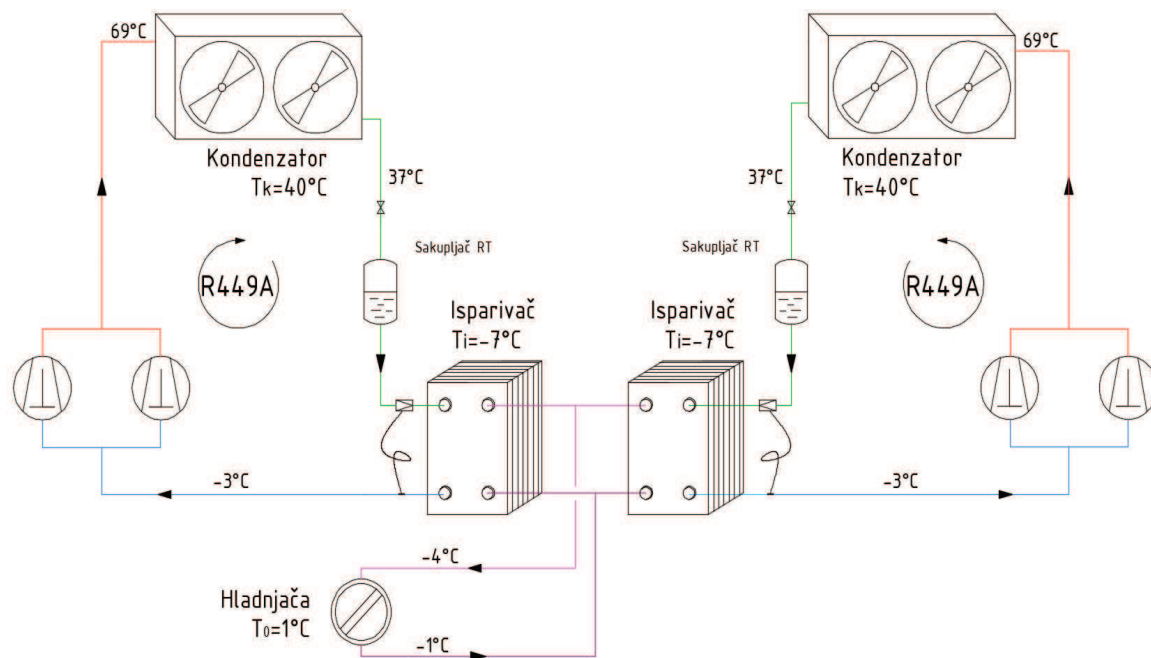 69°C
69°C
Kondenzator
Tk=40°C
Kondenzator
Tk=40°C
37°C
37°C
Sakupljač RT
Sakupljač RT
R449A
R449A
Isparivač
Ti=-7°C
Isparivač
Ti=-7°C
-3°C
-3°C
-4°C
Hladnjača
T₀=1°C
-1°C